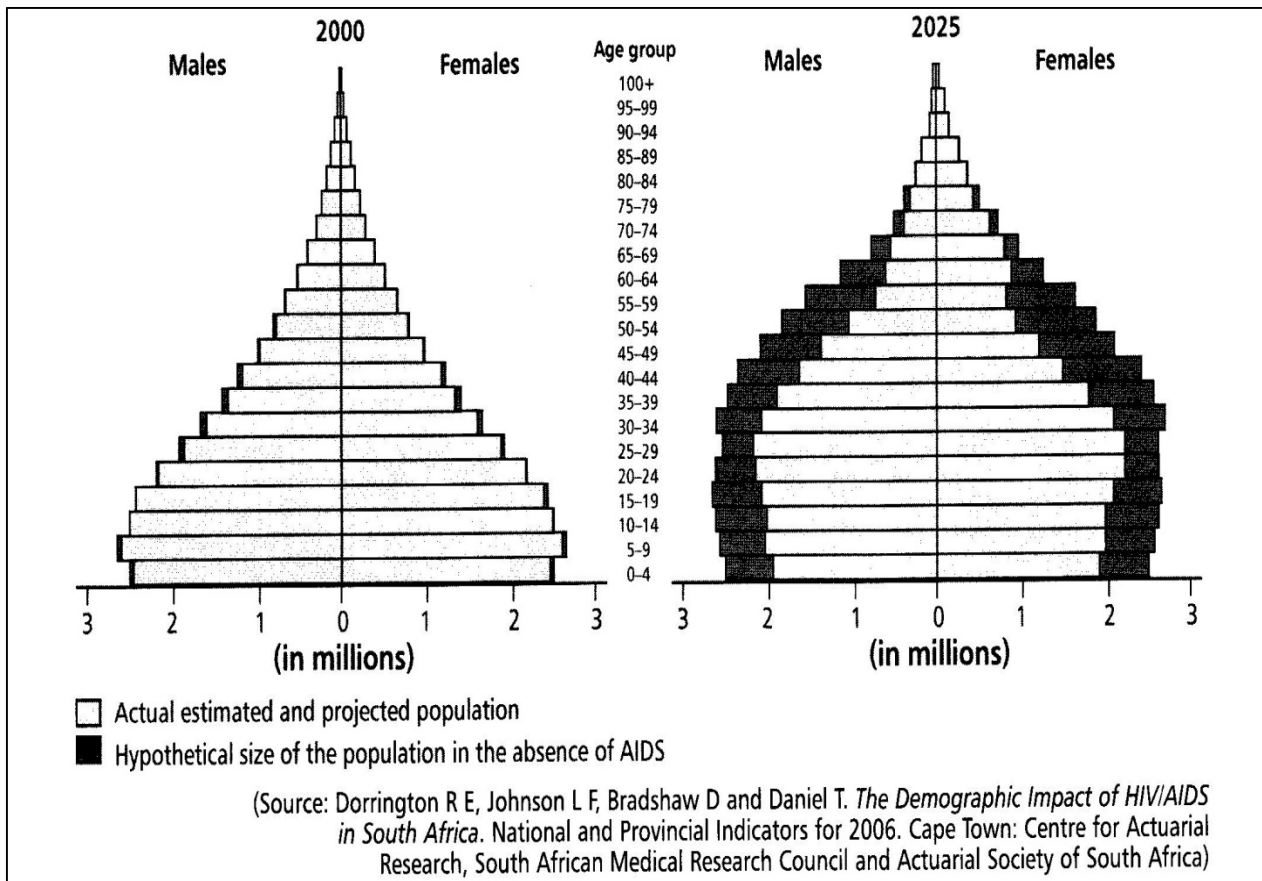 2000
Males
Females
Age group
100+
95–99
90–94
85–89
80–84
75–79
70–74
65–69
60–64
55–59
50–54
45–49
40–44
35–39
30–34
25–29
20–24
15–19
10–14
5–9
0–4
3 2 1 0 1 2 3
(in millions)
2025
Males
Females
3 2 1 0 1 2 3
(in millions)
Actual estimated and projected population
Hypothetical size of the population in the absence of AIDS
(Source: Dorrington R E, Johnson L F, Bradshaw D and Daniel T. The Demographic Impact of HIV/AIDS
in South Africa. National and Provincial Indicators for 2006. Cape Town: Centre for Actuarial
Research, South African Medical Research Council and Actuarial Society of South Africa)